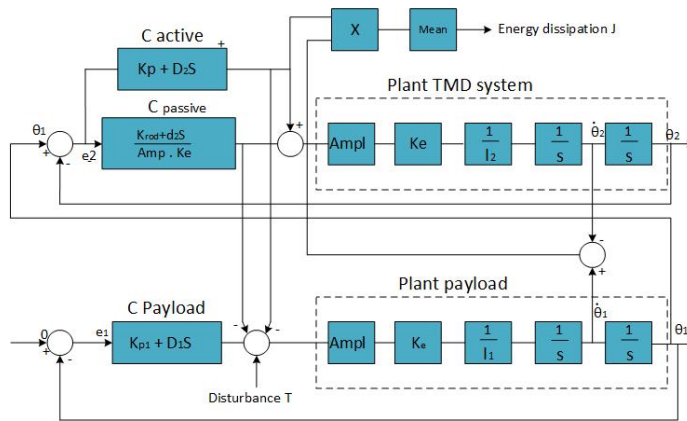 C active
+
Kp + D₂S
X
Mean
Energy dissipation J
C passive
Plant TMD system
θ₁
+
-
e₂
Krod+d₂S
Amp . Ke
+
Ampl
Ke
1
I₂
1
s
θ̇₂
1
s
θ₂
-
+
C Payload
Plant payload
0
+
-
e₁
Kp1 + D₁S
-
-
Ampl
Ke
1
I₁
1
s
θ̇₁
1
s
θ₁
Disturbance T